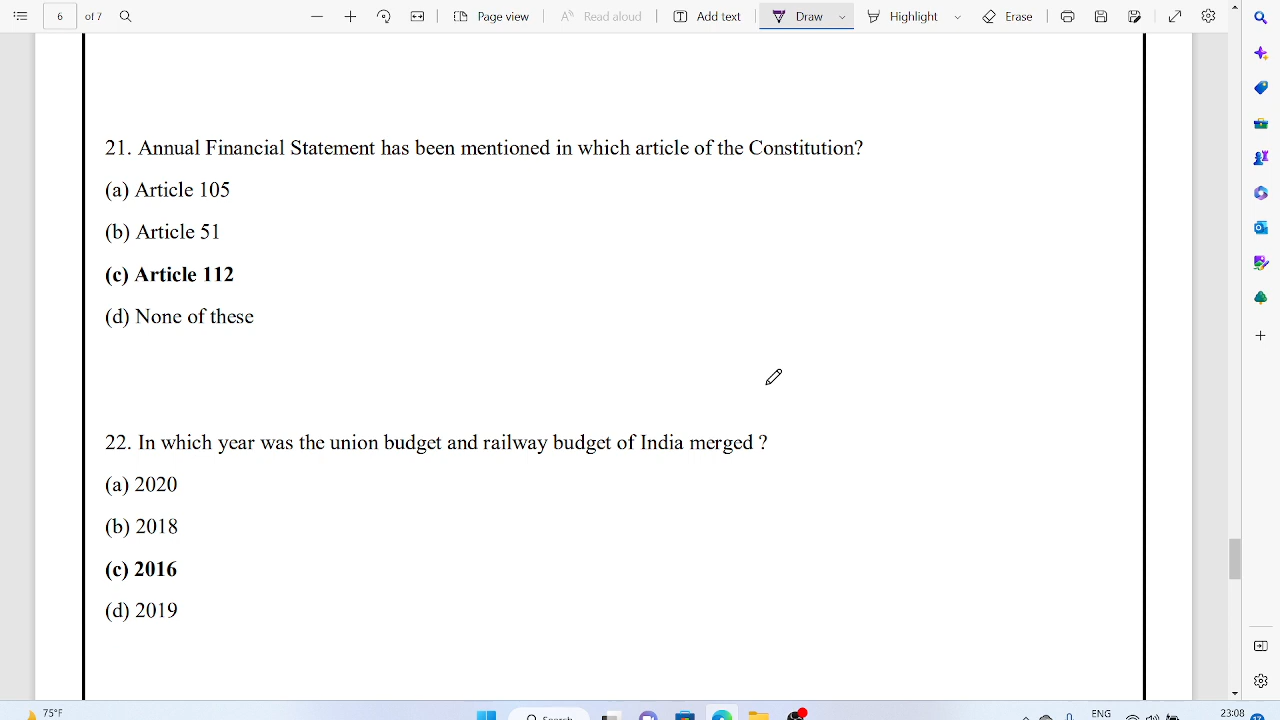 6 of 7 Page view Read aloud Add text Draw Highlight Erase
21. Annual Financial Statement has been mentioned in which article of the Constitution?
(a) Article 105
(b) Article 51
(c) Article 112
(d) None of these
22. In which year was the union budget and railway budget of India merged ?
(a) 2020
(b) 2018
(c) 2016
(d) 2019
75°F Search ENG 23:08